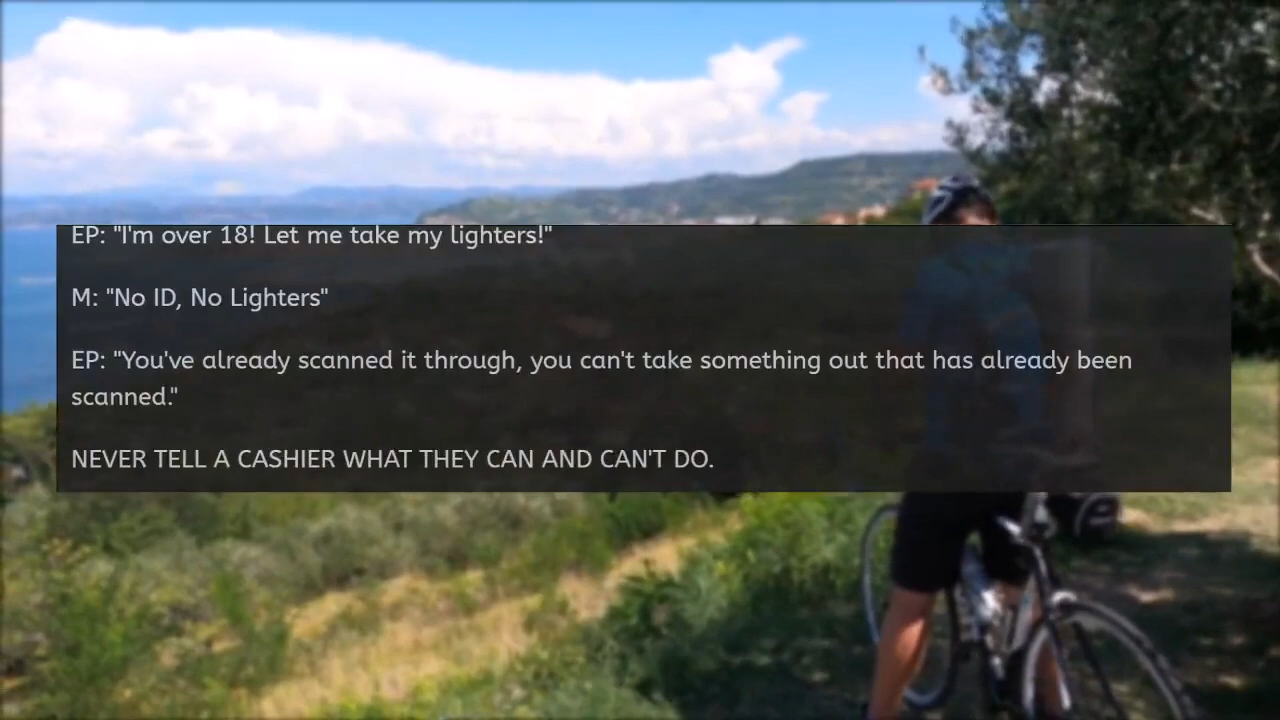 EP: "I'm over 18! Let me take my lighters!"
M: "No ID, No Lighters"
EP: "You've already scanned it through, you can't take something out that has already been
scanned."
NEVER TELL A CASHIER WHAT THEY CAN AND CAN'T DO.